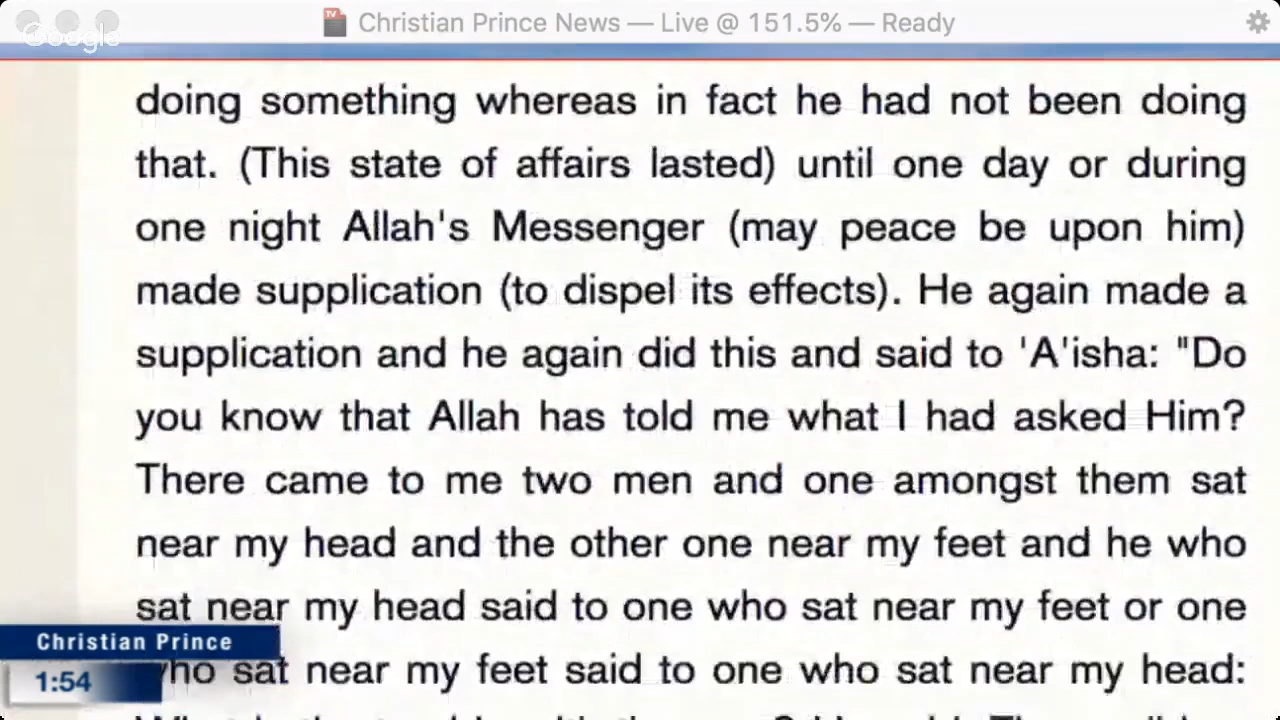 Christian Prince News — Live @ 151.5% — Ready
Google
TV
doing something whereas in fact he had not been doing
that. (This state of affairs lasted) until one day or during
one night Allah's Messenger (may peace be upon him)
made supplication (to dispel its effects). He again made a
supplication and he again did this and said to 'A'isha: "Do
you know that Allah has told me what I had asked Him?
There came to me two men and one amongst them sat
near my head and the other one near my feet and he who
sat near my head said to one who sat near my feet or one
who sat near my feet said to one who sat near my head:
Christian Prince
1:54